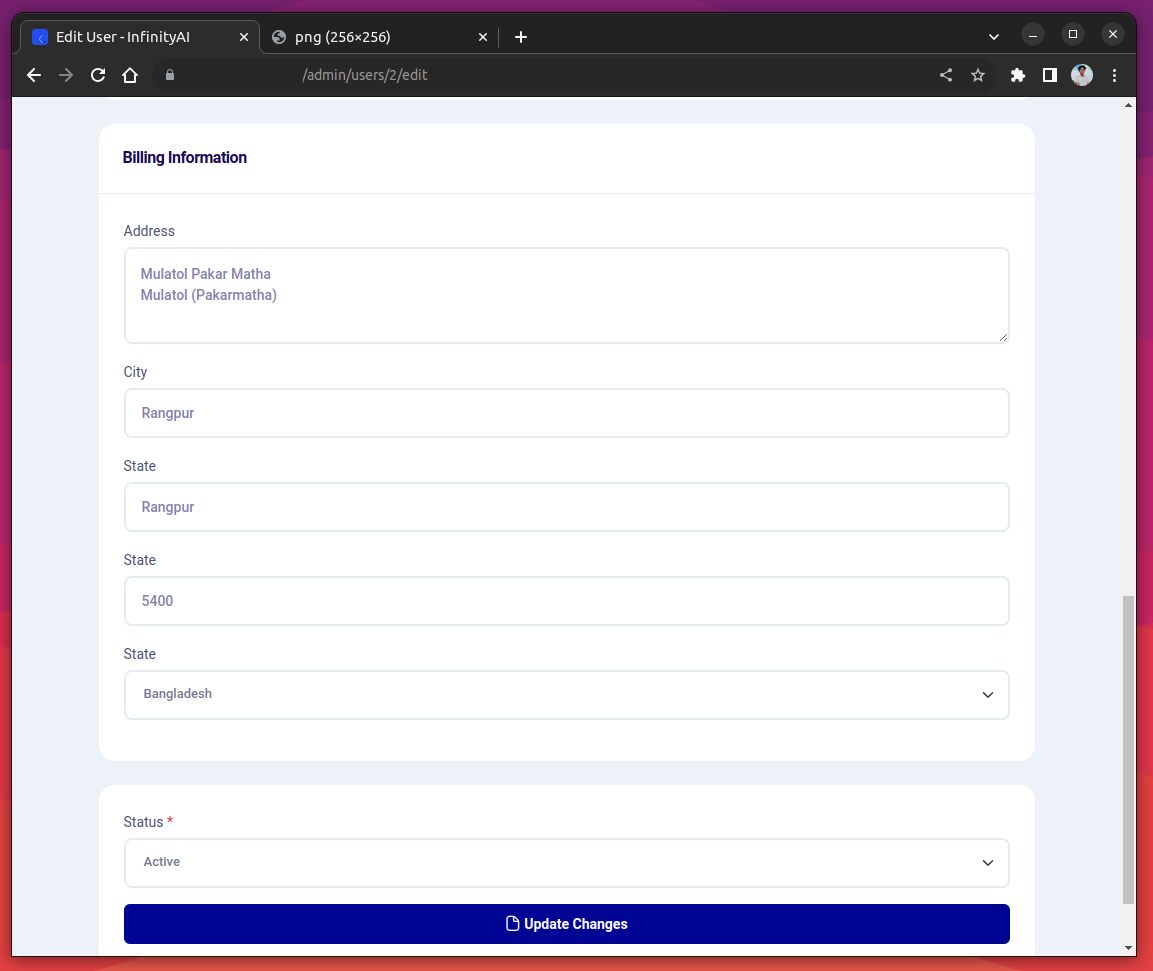 Edit User - InfinityAI
png (256×256)
/admin/users/2/edit
Billing Information
Address
Mulatol Pakar Matha
Mulatol (Pakarmatha)
City
Rangpur
State
Rangpur
State
5400
State
Bangladesh
Status *
Active
Update Changes